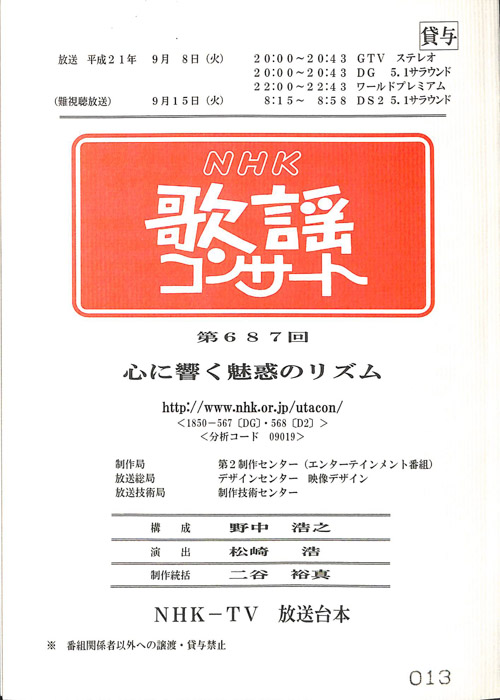 貸与
放送 平成21年 9月 8日（火） 20:00～20:43 GTV ステレオ
20:00～20:43 DG 5.1サラウンド
22:00～22:43 ワールドプレミアム
（難視聴放送） 9月15日（火） 8:15～ 8:58 DS2 5.1サラウンド
NHK
歌謡
コンサート
第687回
心に響く魅惑のリズム
http://www.nhk.or.jp/utacon/
＜1850-567［DG］・568［D2］＞
＜分析コード 09019＞
制作局 第2制作センター（エンターテインメント番組）
放送総局 デザインセンター 映像デザイン
放送技術局 制作技術センター
構成 野中 浩之
演出 松崎 浩
制作統括 二谷 裕真
NHK－TV 放送台本
※ 番組関係者以外への譲渡・貸与禁止
013